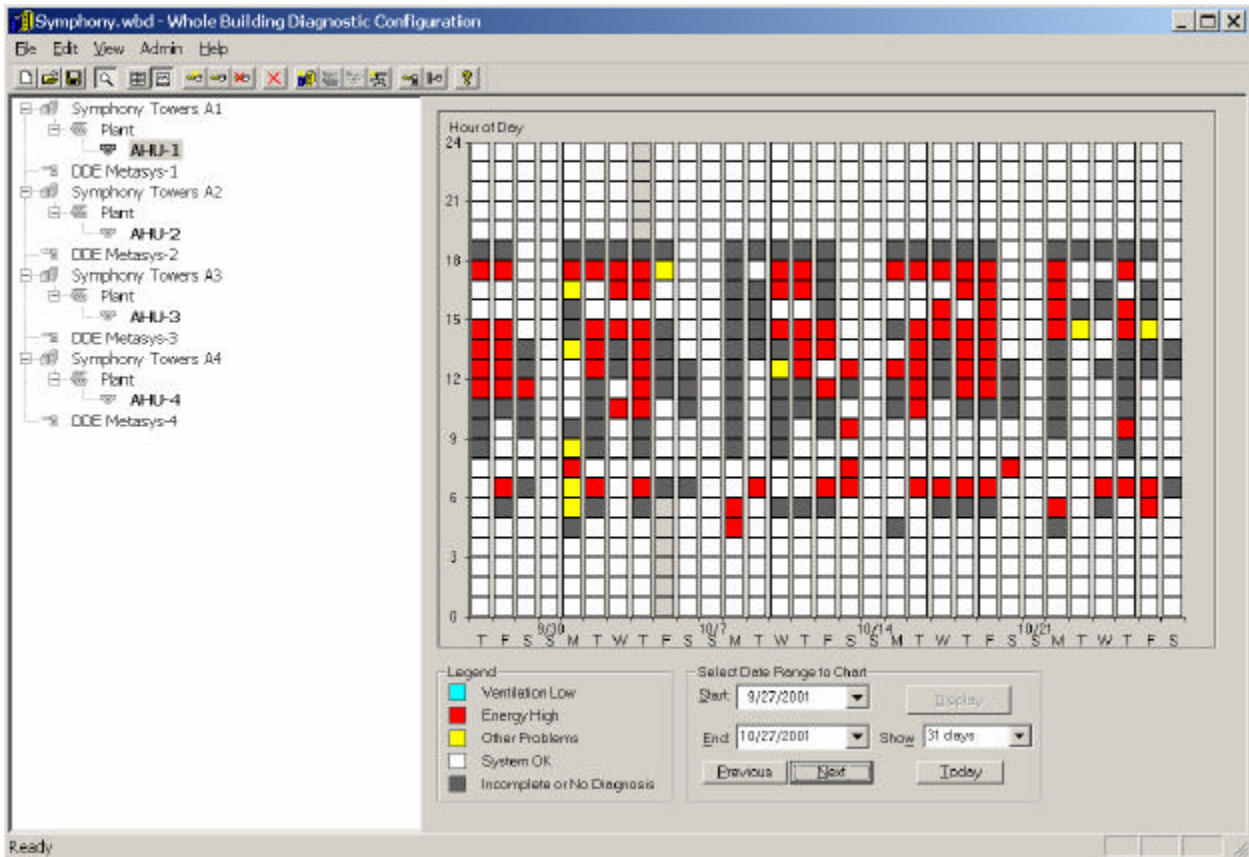 Symphony.wbd - Whole Building Diagnostic Configuration
File Edit View Admin Help
Symphony Towers A1
Plant
AHU-1
DDE Metasys-1
Symphony Towers A2
Plant
AHU-2
DDE Metasys-2
Symphony Towers A3
Plant
AHU-3
DDE Metasys-3
Symphony Towers A4
Plant
AHU-4
DDE Metasys-4
Hour of Day
24
21
18
15
12
9
6
3
0
9/30 10/7 10/14 10/21
T F S S M T W T F S S M T W T F S S M T W T F S S M T W T F S
Legend
Ventilation Low
Energy High
Other Problems
System OK
Incomplete or No Diagnosis
Select Date Range to Chart
Start: 9/27/2001 Display
End: 10/27/2001 Show 31 days
Previous Next Today
Ready